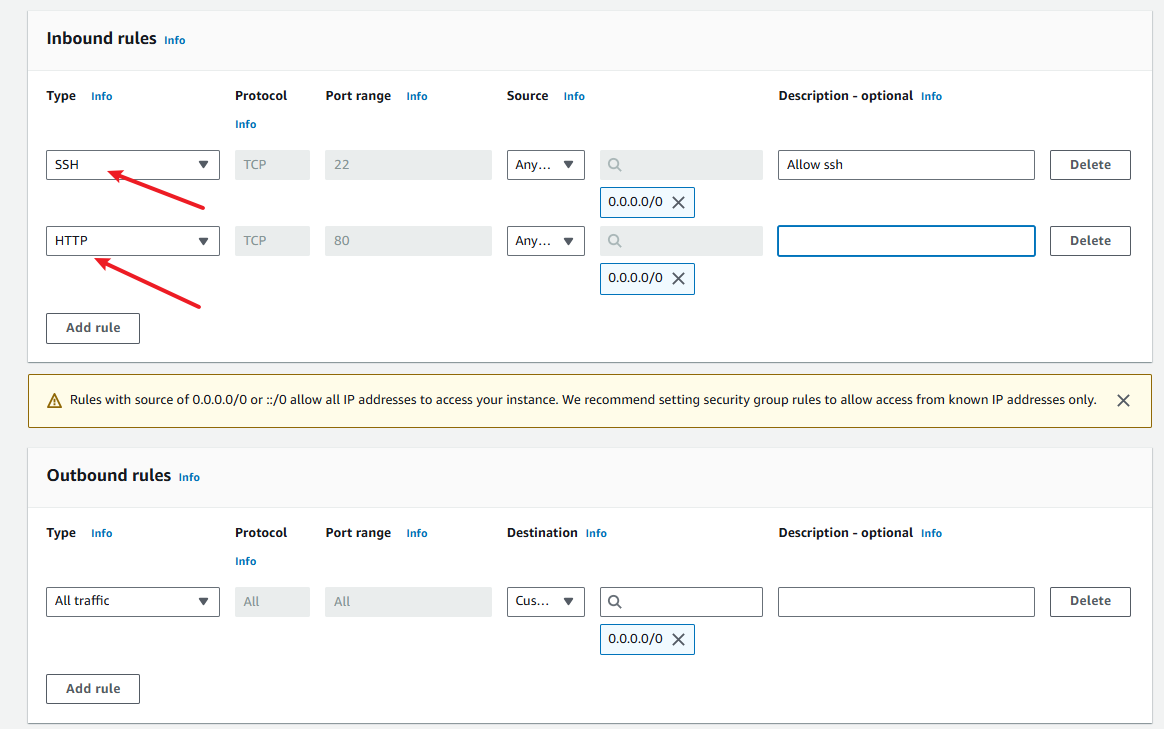 Inbound rules Info
Type Info Protocol Info Port range Info Source Info Description - optional Info
SSH TCP 22 Any... Allow ssh Delete
0.0.0.0/0
HTTP TCP 80 Any... Delete
0.0.0.0/0
Add rule
Rules with source of 0.0.0.0/0 or ::/0 allow all IP addresses to access your instance. We recommend setting security group rules to allow access from known IP addresses only.
Outbound rules Info
Type Info Protocol Info Port range Info Destination Info Description - optional Info
All traffic All All Cus... Delete
0.0.0.0/0
Add rule